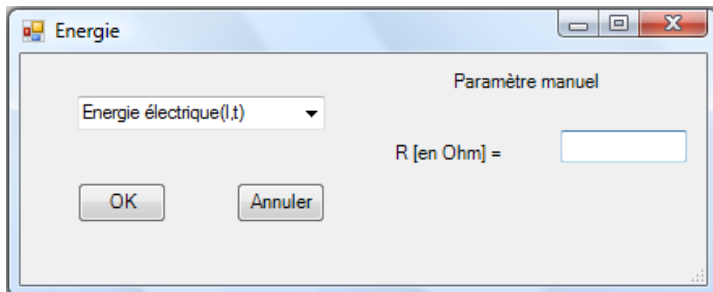 Energie
Paramètre manuel
Energie électrique(I,t)
R [en Ohm] =
OK
Annuler